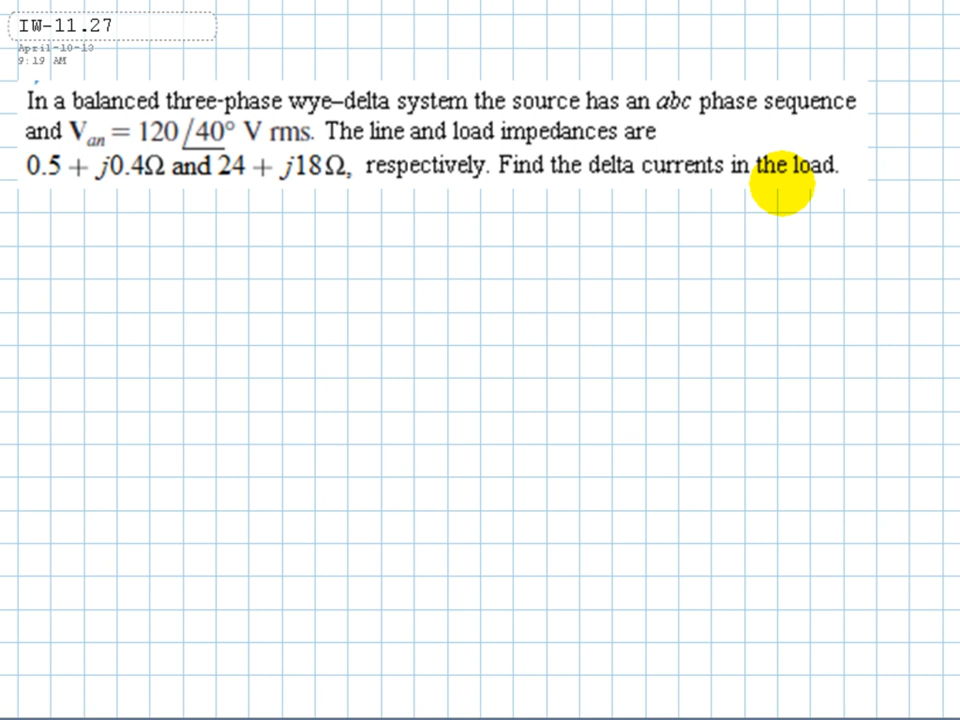 IW-11.27
April-10-13
9:19 AM
In a balanced three-phase wye–delta system the source has an abc phase sequence
and Van = 120/40° V rms. The line and load impedances are
0.5 + j0.4Ω and 24 + j18Ω, respectively. Find the delta currents in the load.